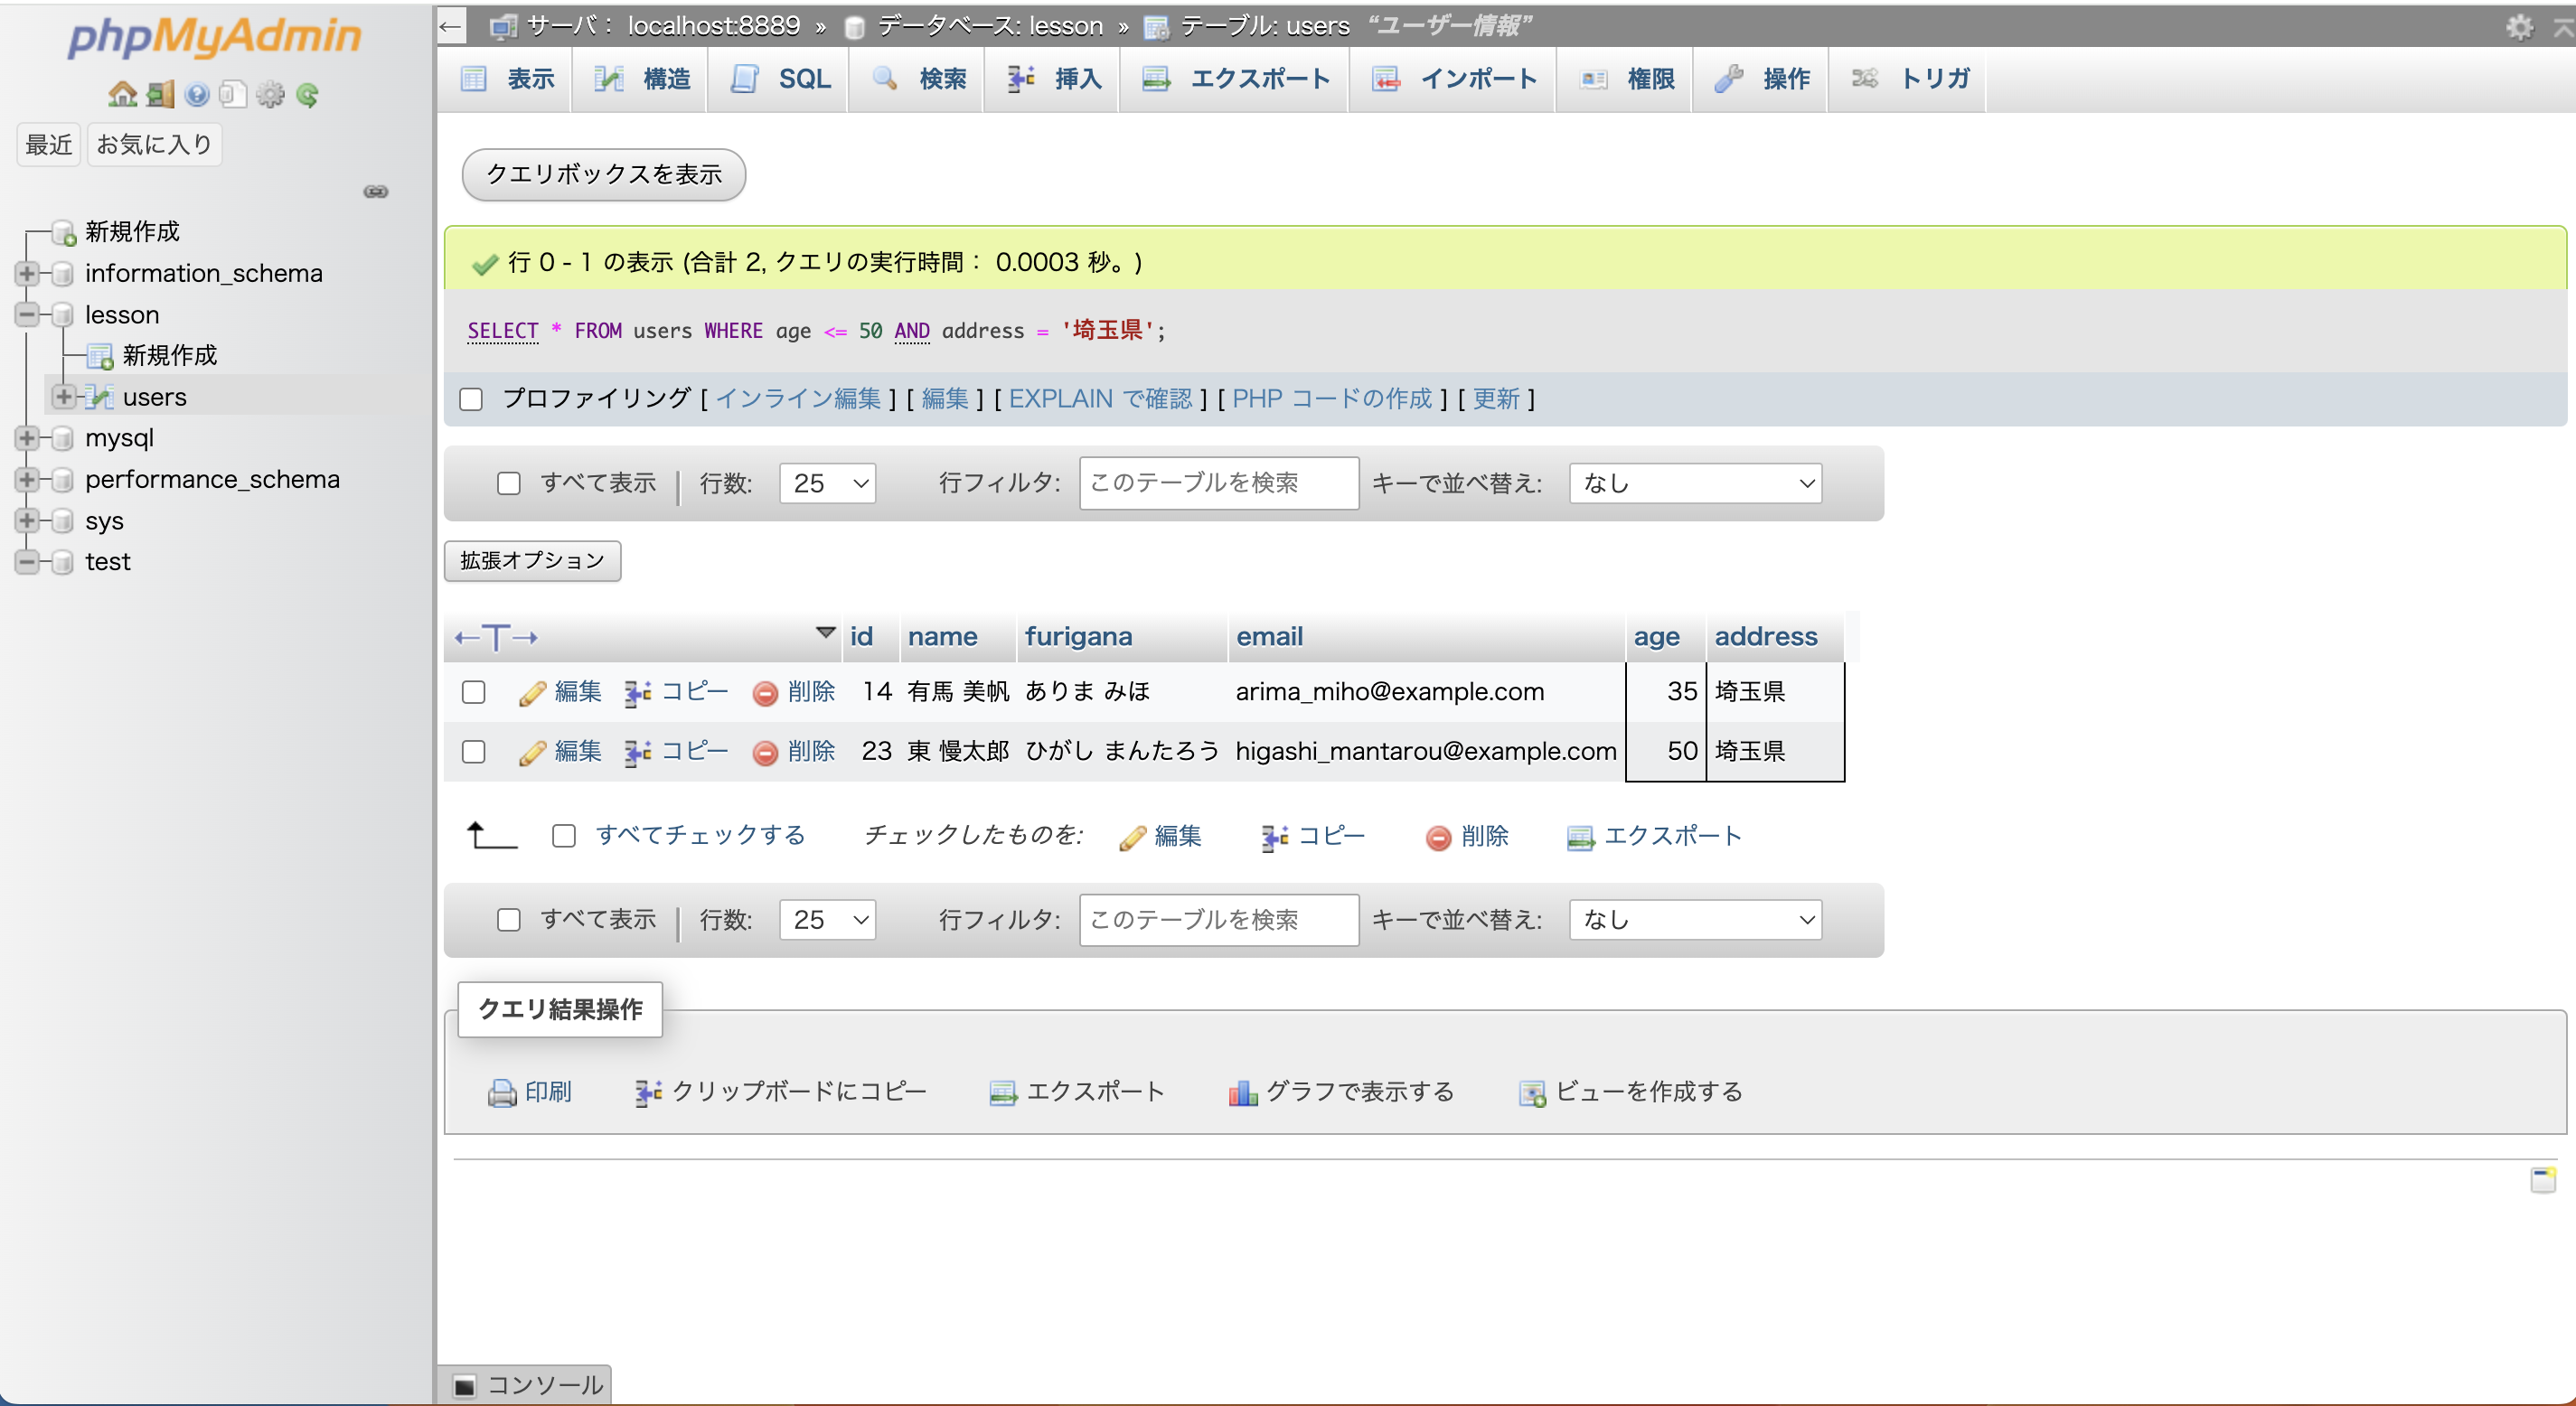 phpMyAdmin
最近 お気に入り
新規作成
information_schema
lesson
新規作成
users
mysql
performance_schema
sys
test
サーバ： localhost:8889 » データベース: lesson » テーブル: users “ユーザー情報”
表示 構造 SQL 検索 挿入 エクスポート インポート 権限 操作 トリガ
クエリボックスを表示
行 0 - 1 の表示 (合計 2, クエリの実行時間： 0.0003 秒。)
SELECT * FROM users WHERE age <= 50 AND address = '埼玉県';
プロファイリング [ インライン編集 ] [ 編集 ] [ EXPLAIN で確認 ] [ PHP コードの作成 ] [ 更新 ]
すべて表示 | 行数: 25 行フィルタ: このテーブルを検索 キーで並べ替え: なし
拡張オプション
←T→ id name furigana email age address
編集 コピー 削除 14 有馬 美帆 ありま みほ arima_miho@example.com 35 埼玉県
編集 コピー 削除 23 東 慢太郎 ひがし まんたろう higashi_mantarou@example.com 50 埼玉県
すべてチェックする チェックしたものを: 編集 コピー 削除 エクスポート
すべて表示 | 行数: 25 行フィルタ: このテーブルを検索 キーで並べ替え: なし
クエリ結果操作
印刷 クリップボードにコピー エクスポート グラフで表示する ビューを作成する
コンソール